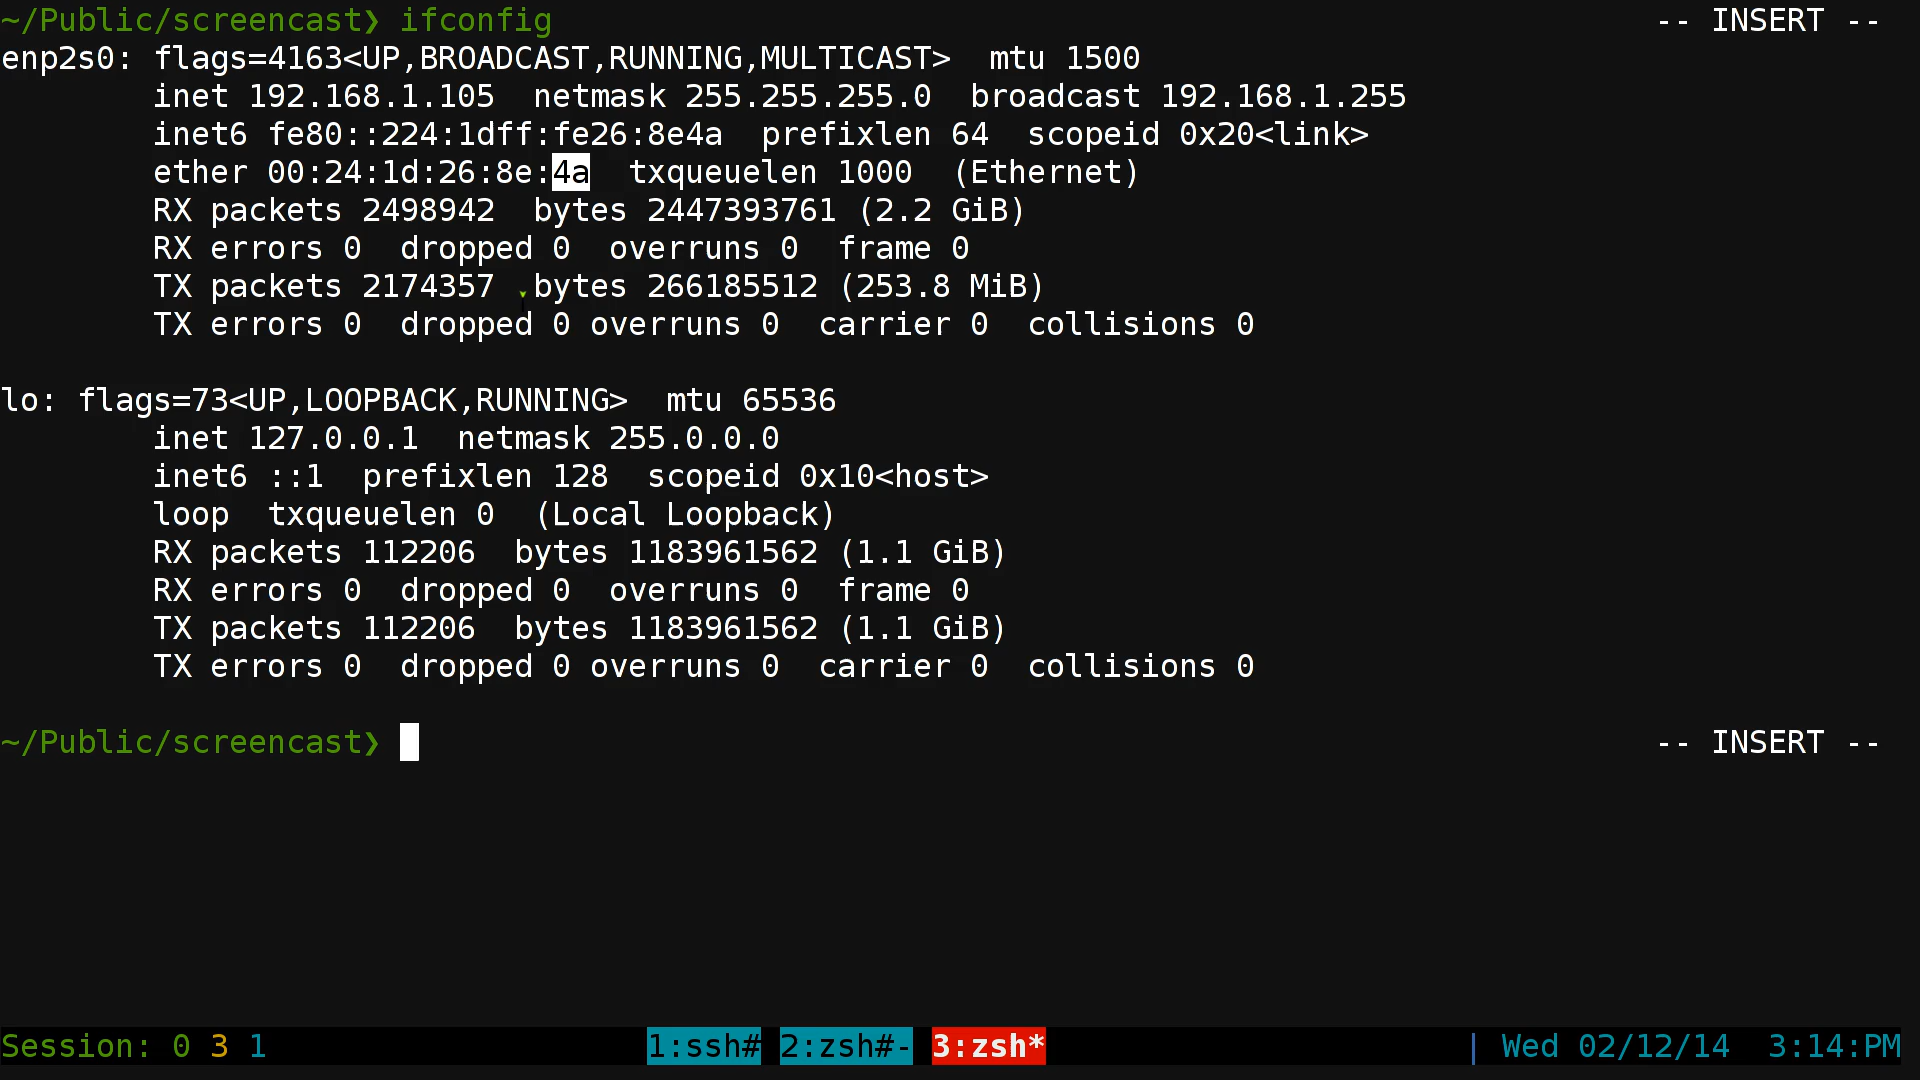 ~/Public/screencast❯ ifconfig -- INSERT --
enp2s0: flags=4163<UP,BROADCAST,RUNNING,MULTICAST>  mtu 1500
        inet 192.168.1.105  netmask 255.255.255.0  broadcast 192.168.1.255
        inet6 fe80::224:1dff:fe26:8e4a  prefixlen 64  scopeid 0x20<link>
        ether 00:24:1d:26:8e:4a  txqueuelen 1000  (Ethernet)
        RX packets 2498942  bytes 2447393761 (2.2 GiB)
        RX errors 0  dropped 0  overruns 0  frame 0
        TX packets 2174357  bytes 266185512 (253.8 MiB)
        TX errors 0  dropped 0 overruns 0  carrier 0  collisions 0

lo: flags=73<UP,LOOPBACK,RUNNING>  mtu 65536
        inet 127.0.0.1  netmask 255.0.0.0
        inet6 ::1  prefixlen 128  scopeid 0x10<host>
        loop  txqueuelen 0  (Local Loopback)
        RX packets 112206  bytes 1183961562 (1.1 GiB)
        RX errors 0  dropped 0  overruns 0  frame 0
        TX packets 112206  bytes 1183961562 (1.1 GiB)
        TX errors 0  dropped 0 overruns 0  carrier 0  collisions 0

~/Public/screencast❯ -- INSERT --
Session: 0 3 1 1:ssh# 2:zsh#- 3:zsh* | Wed 02/12/14  3:14:PM